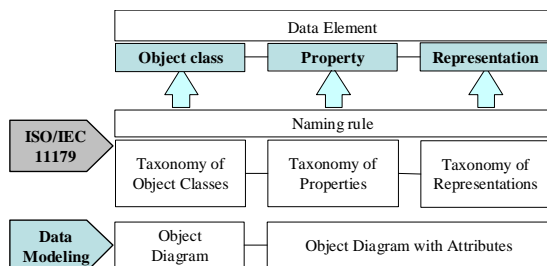 Data Element
Object class
Property
Representation
Naming rule
ISO/IEC
11179
Taxonomy of
Object Classes
Taxonomy of
Properties
Taxonomy of
Representations
Data
Modeling
Object
Diagram
Object Diagram with Attributes